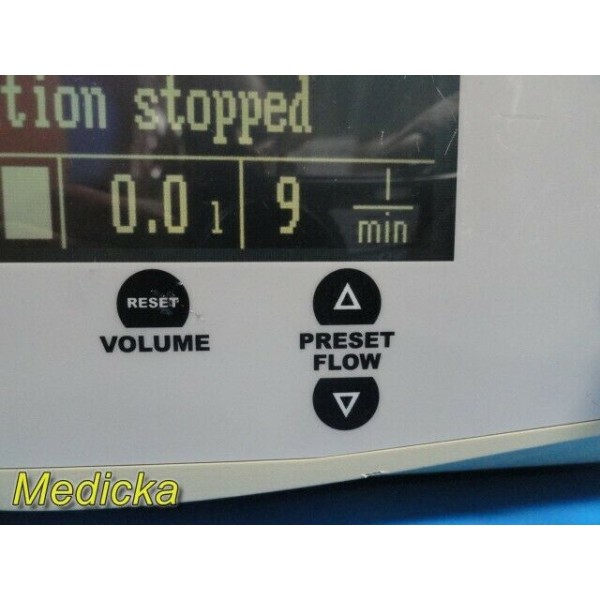 tion stopped
0.0 l 9 l
min
RESET
VOLUME
PRESET
FLOW
Medicka